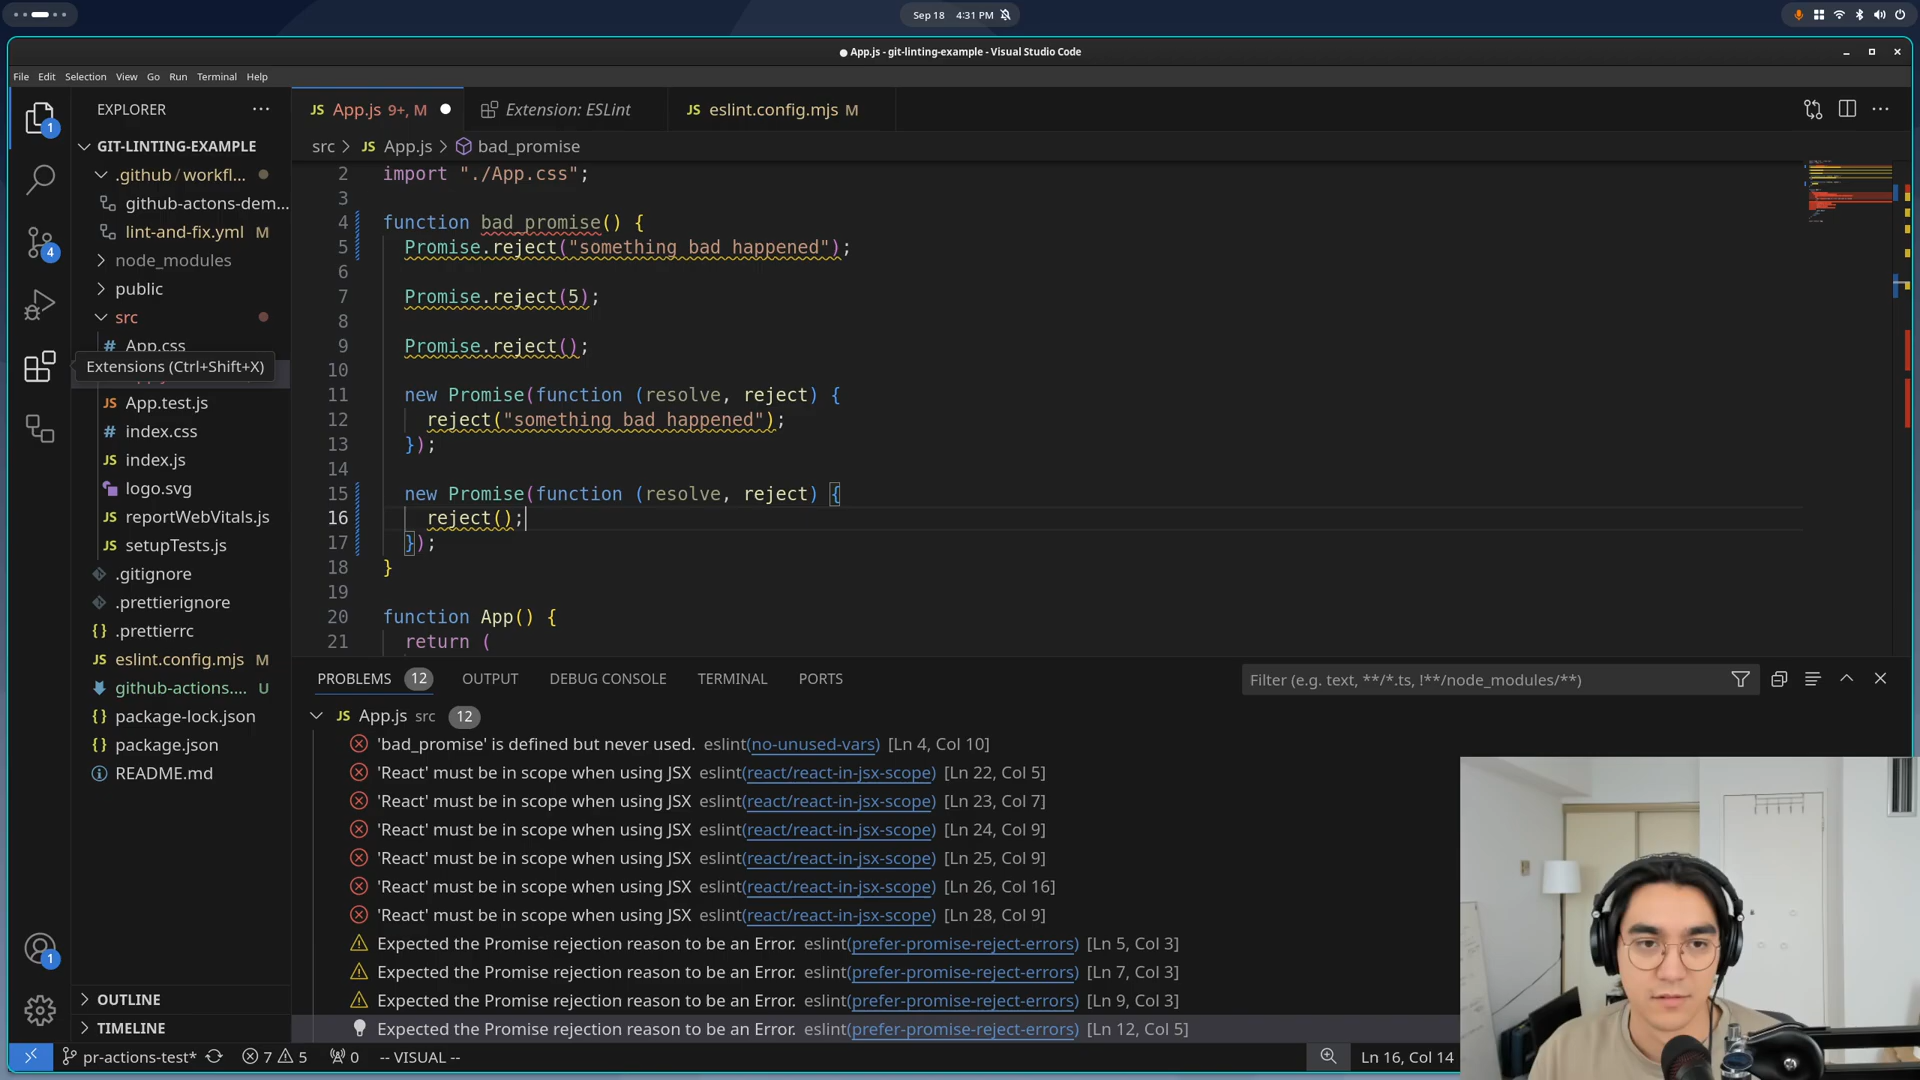 Sep 18 4:31 PM
App.js - git-linting-example - Visual Studio Code
File Edit Selection View Go Run Terminal Help
EXPLORER
App.js 9+, M
Extension: ESLint
eslint.config.mjs M
1
GIT-LINTING-EXAMPLE
src > JS App.js > bad_promise
.github / workfl...
github-actons-dem...
lint-and-fix.yml M
4
node_modules
public
src
# App.css
Extensions (Ctrl+Shift+X)
JS App.test.js
# index.css
JS index.js
logo.svg
JS reportWebVitals.js
JS setupTests.js
.gitignore
.prettierignore
{} .prettierrc
JS eslint.config.mjs M
github-actions.... U
{} package-lock.json
{} package.json
README.md
1
OUTLINE
TIMELINE
2 import "./App.css";
3
4 function bad_promise() {
5 Promise.reject("something bad happened");
6
7 Promise.reject(5);
8
9 Promise.reject();
10
11 new Promise(function (resolve, reject) {
12 reject("something bad happened");
13 });
14
15 new Promise(function (resolve, reject) {
16 reject();
17 });
18 }
19
20 function App() {
21 return (
PROBLEMS 12 OUTPUT DEBUG CONSOLE TERMINAL PORTS
Filter (e.g. text, **/*.ts, !**/node_modules/**)
JS App.js src 12
'bad_promise' is defined but never used. eslint(no-unused-vars) [Ln 4, Col 10]
'React' must be in scope when using JSX eslint(react/react-in-jsx-scope) [Ln 22, Col 5]
'React' must be in scope when using JSX eslint(react/react-in-jsx-scope) [Ln 23, Col 7]
'React' must be in scope when using JSX eslint(react/react-in-jsx-scope) [Ln 24, Col 9]
'React' must be in scope when using JSX eslint(react/react-in-jsx-scope) [Ln 25, Col 9]
'React' must be in scope when using JSX eslint(react/react-in-jsx-scope) [Ln 26, Col 16]
'React' must be in scope when using JSX eslint(react/react-in-jsx-scope) [Ln 28, Col 9]
Expected the Promise rejection reason to be an Error. eslint(prefer-promise-reject-errors) [Ln 5, Col 3]
Expected the Promise rejection reason to be an Error. eslint(prefer-promise-reject-errors) [Ln 7, Col 3]
Expected the Promise rejection reason to be an Error. eslint(prefer-promise-reject-errors) [Ln 9, Col 3]
Expected the Promise rejection reason to be an Error. eslint(prefer-promise-reject-errors) [Ln 12, Col 5]
pr-actions-test* 7 5 0 -- VISUAL -- Ln 16, Col 14